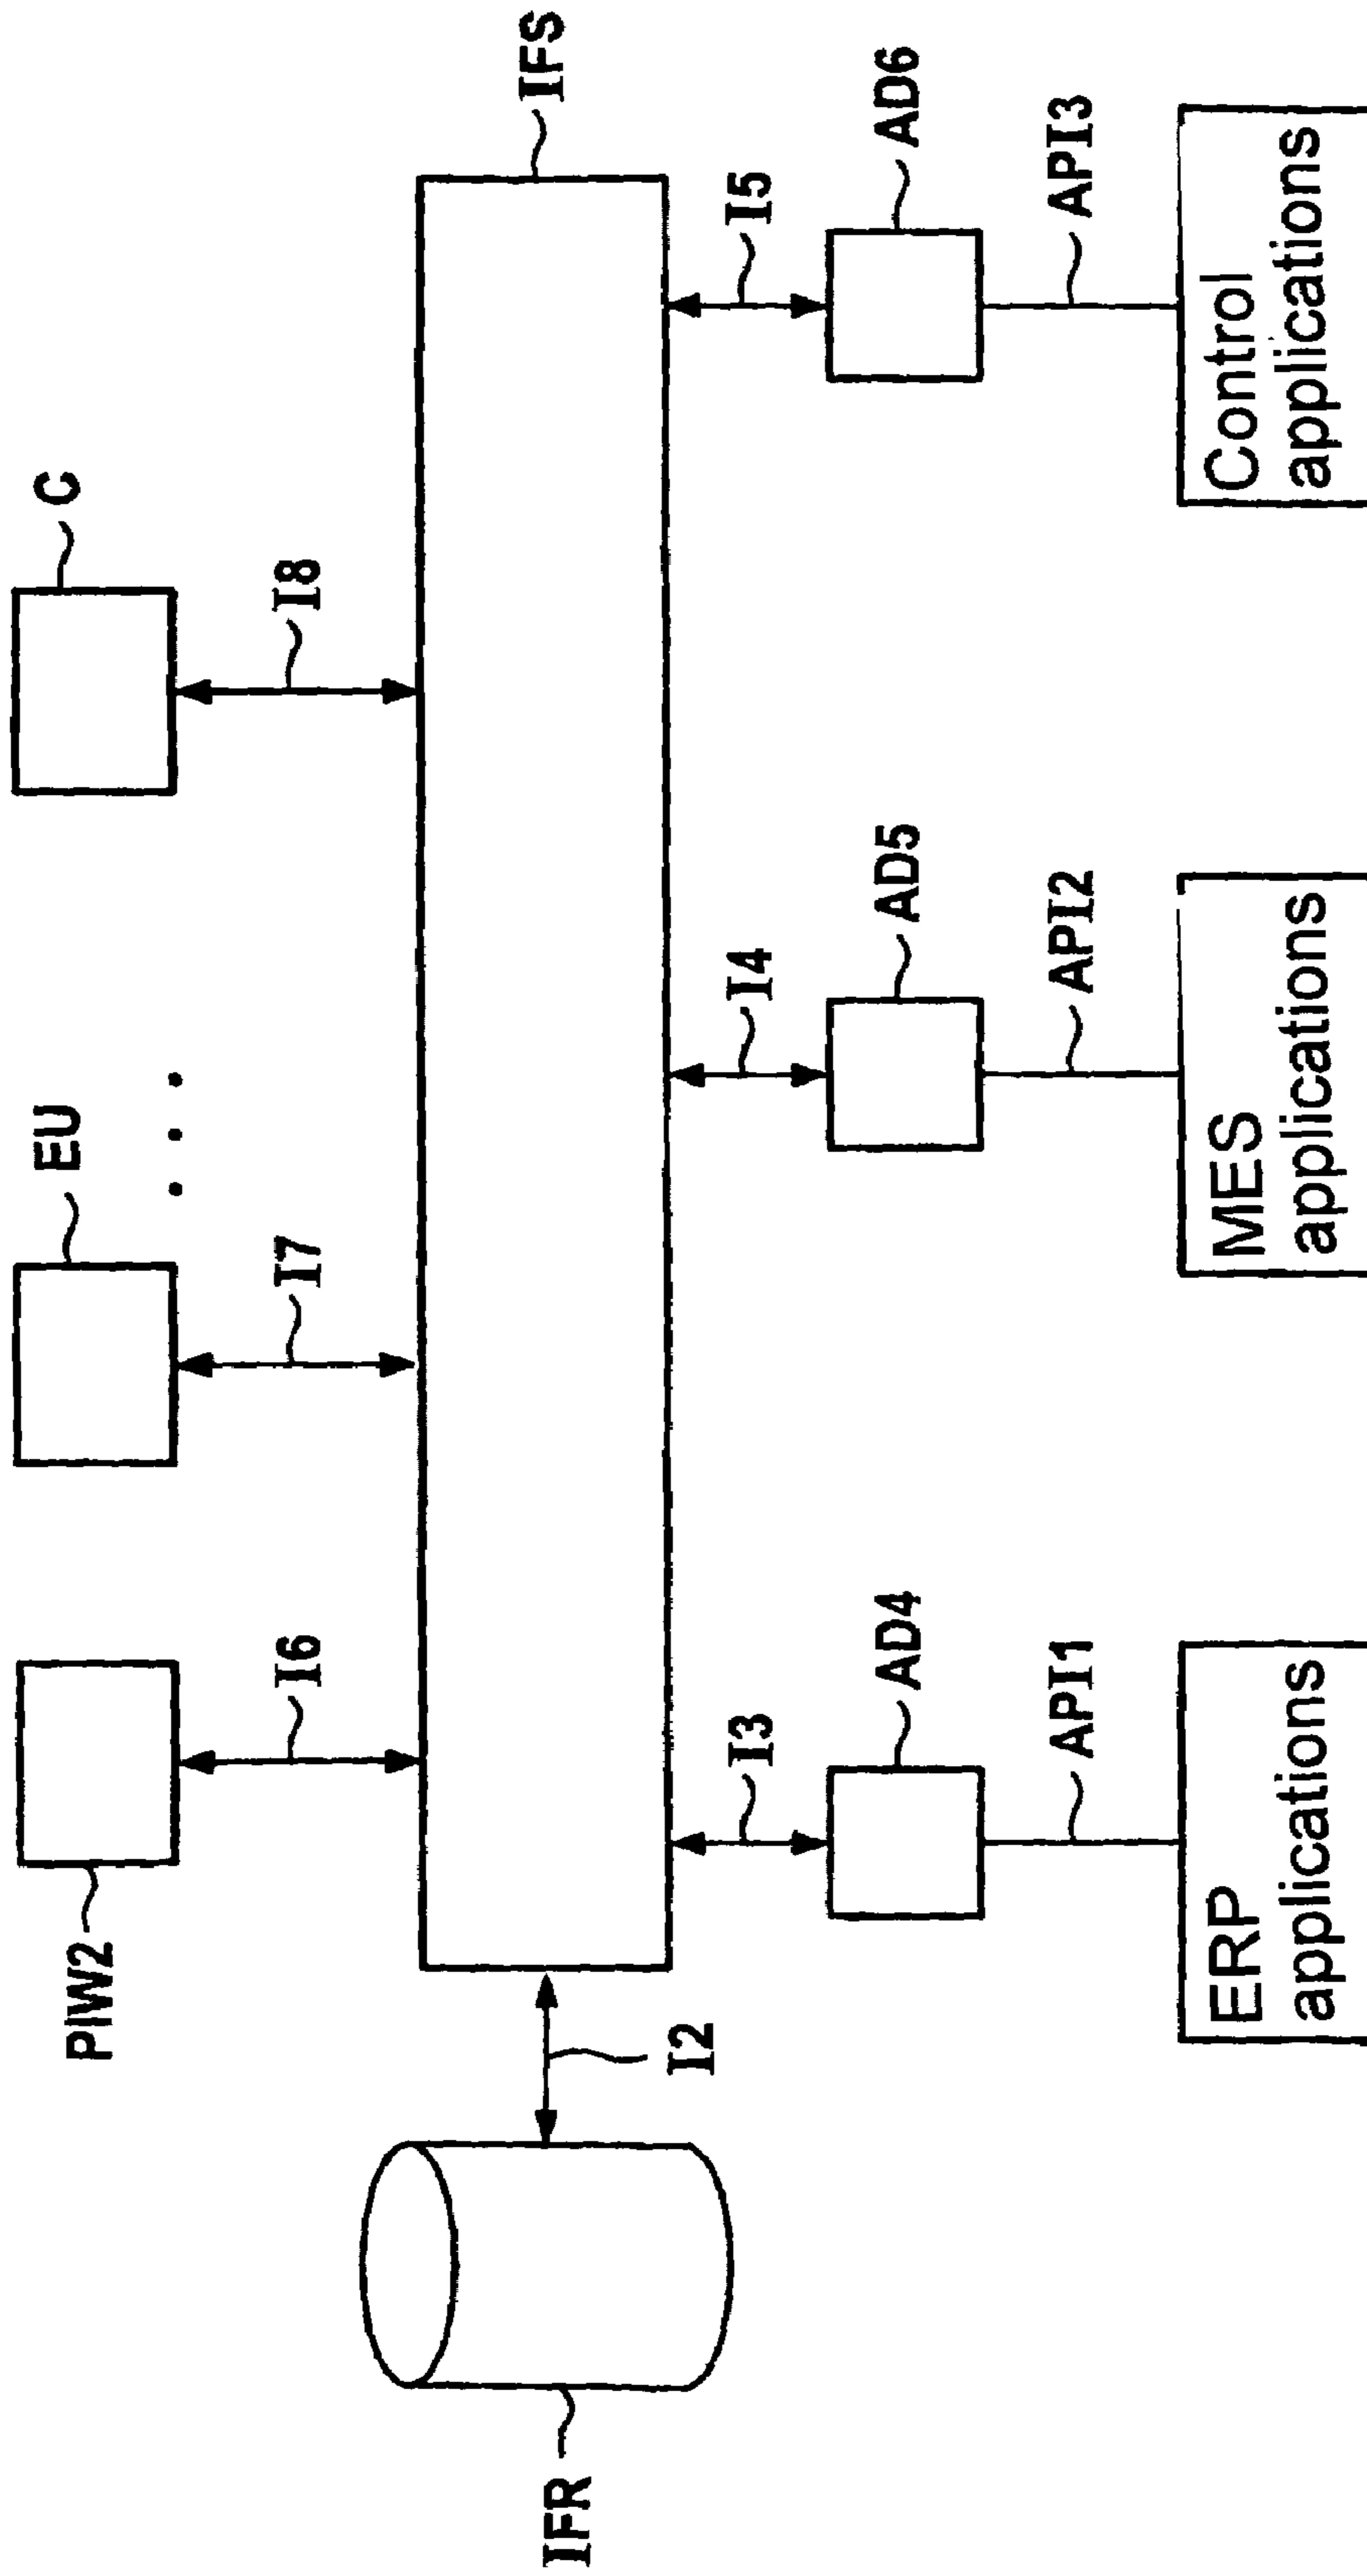 PIW2
EU
C
I6
I7
I8
IFS
IFR
I2
I3
I4
I5
AD4
AD5
AD6
API1
API2
API3
ERP
applications
MES
applications
Control
applications